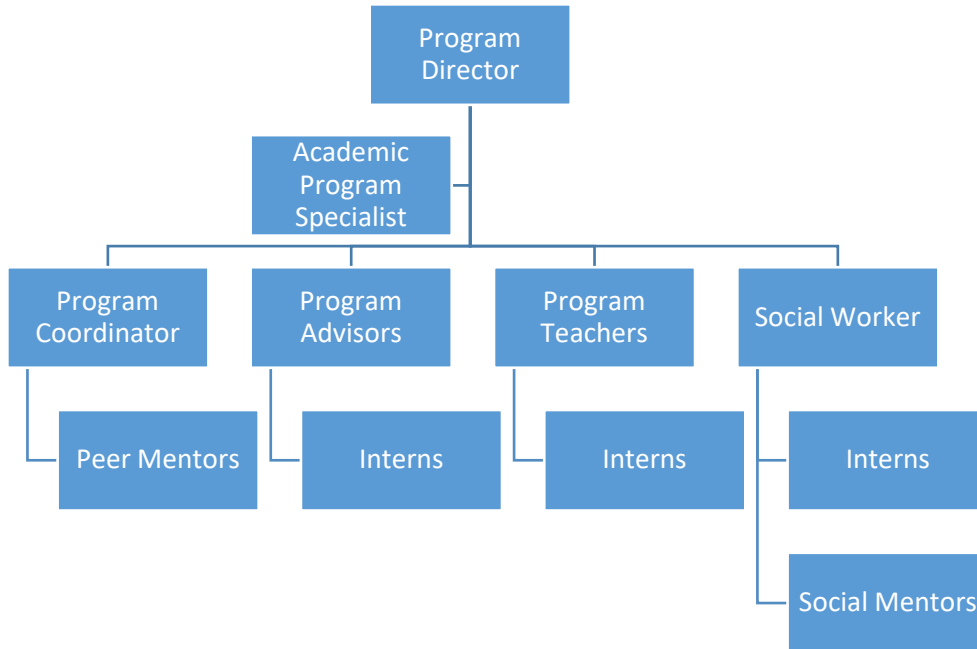 Program
Director
Academic
Program
Specialist
Program
Coordinator
Program
Advisors
Program
Teachers
Social Worker
Peer Mentors
Interns
Interns
Interns
Social Mentors